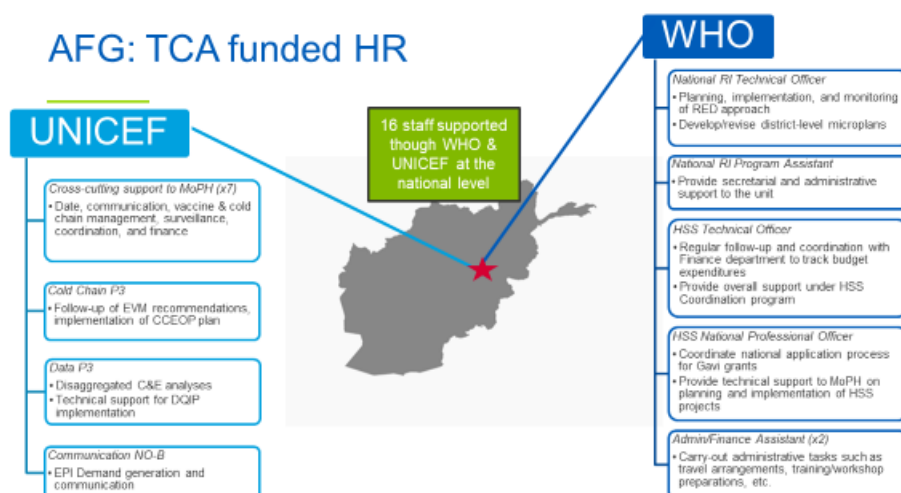 AFG: TCA funded HR
UNICEF
Cross-cutting support to MoPH (x7)
• Date, communication, vaccine & cold
chain management, surveillance,
coordination, and finance
Cold Chain P3
• Follow-up of EVM recommendations,
implementation of CCEOP plan
Data P3
• Disaggregated C&E analyses
• Technical support for DQIP
implementation
Communication NO-B
• EPI Demand generation and
communication
16 staff supported
though WHO &
UNICEF at the
national level
WHO
National RI Technical Officer
• Planning, implementation, and monitoring
of RED approach
• Develop/revise district-level microplans
National RI Program Assistant
• Provide secretarial and administrative
support to the unit
HSS Technical Officer
• Regular follow-up and coordination with
Finance department to track budget
expenditures
• Provide overall support under HSS
Coordination program
HSS National Professional Officer
• Coordinate national application process
for Gavi grants
• Provide technical support to MoPH on
planning and implementation of HSS
projects
Admin/Finance Assistant (x2)
• Carry-out administrative tasks such as
travel arrangements, training/workshop
preparations, etc.